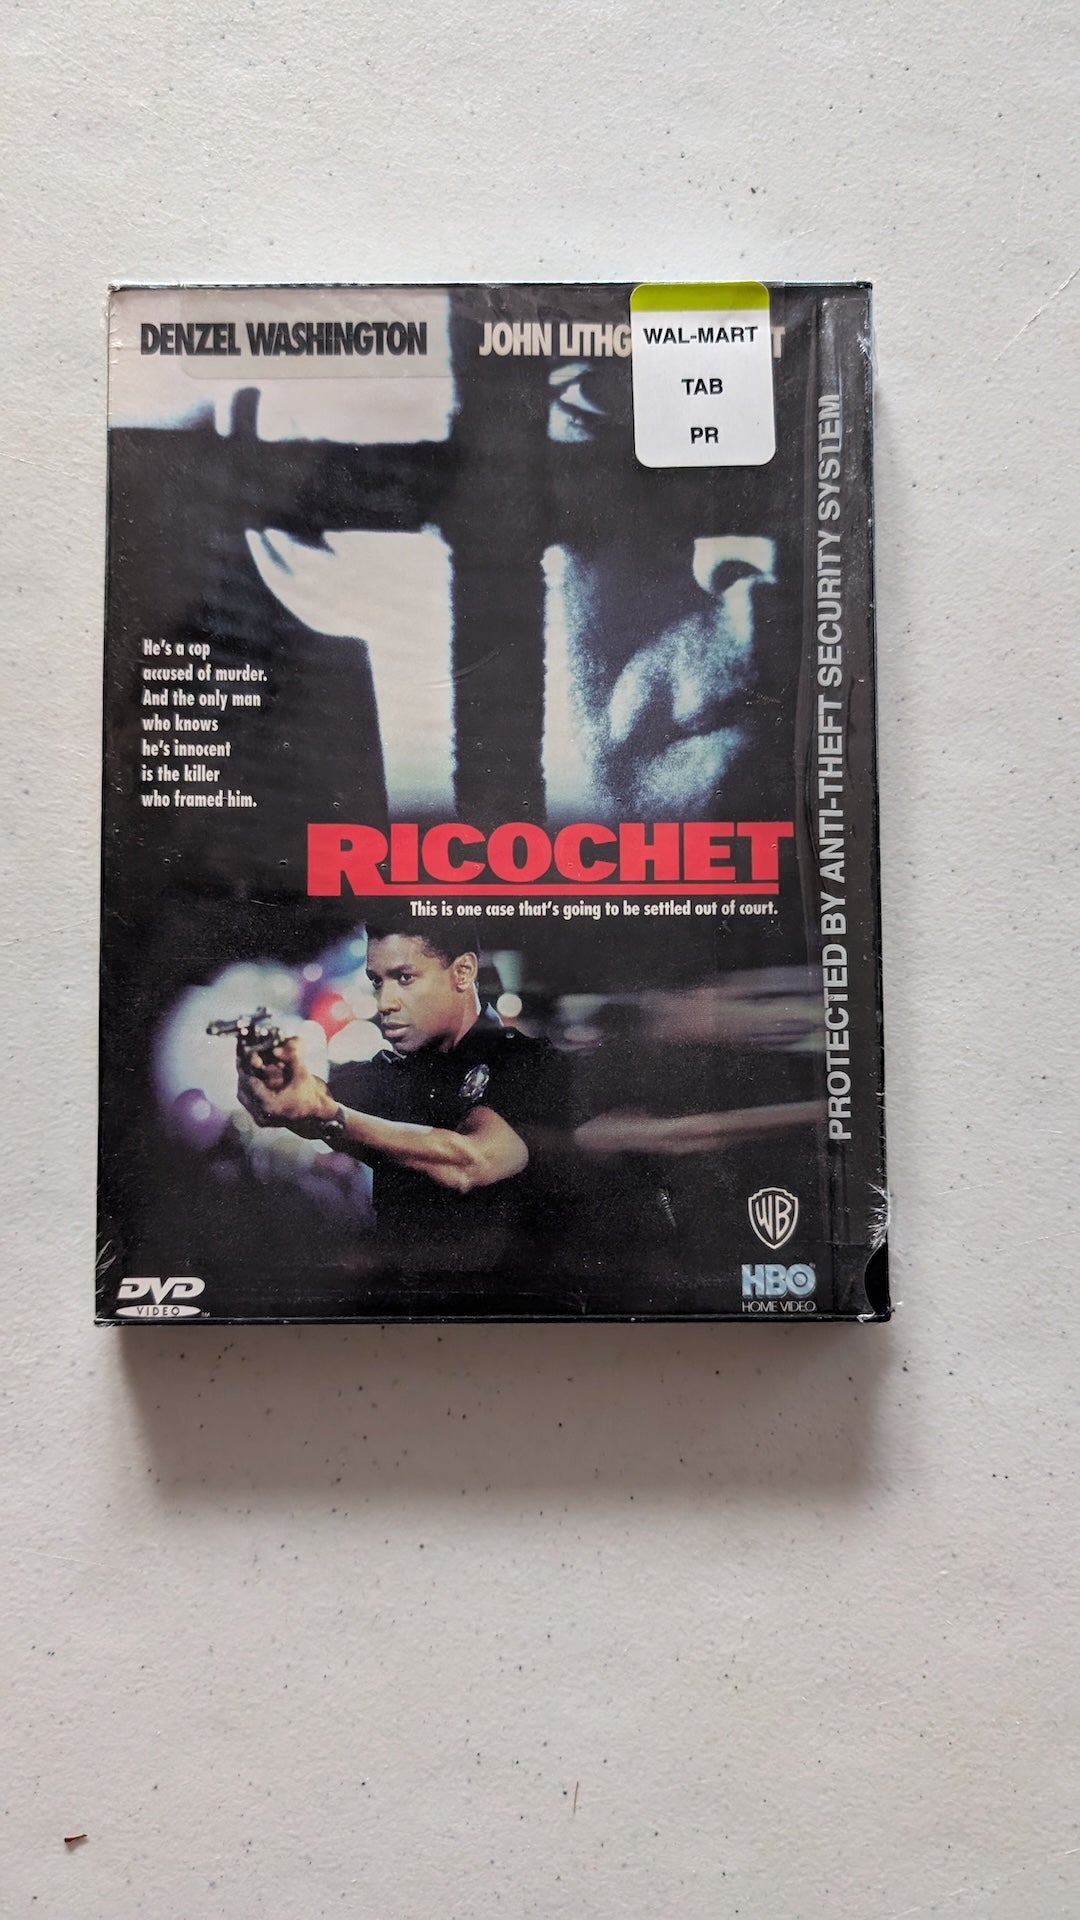 DENZEL WASHINGTON
JOHN LITHG
T
WAL-MART
TAB
PR
He's a cop
accused of murder.
And the only man
who knows
he's innocent
is the killer
who framed him.
RICOCHET
This is one case that's going to be settled out of court.
PROTECTED BY ANTI-THEFT SECURITY SYSTEM
WB
HBO®
HOME VIDEO
DVD
VIDEO
TM